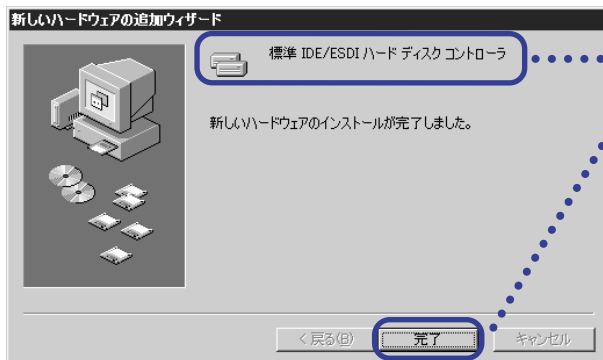 新しいハードウェアの追加ウィザード
標準 IDE/ESDI ハード ディスク コントローラ
新しいハードウェアのインストールが完了しました。
< 戻る(B)
完了
キャンセル